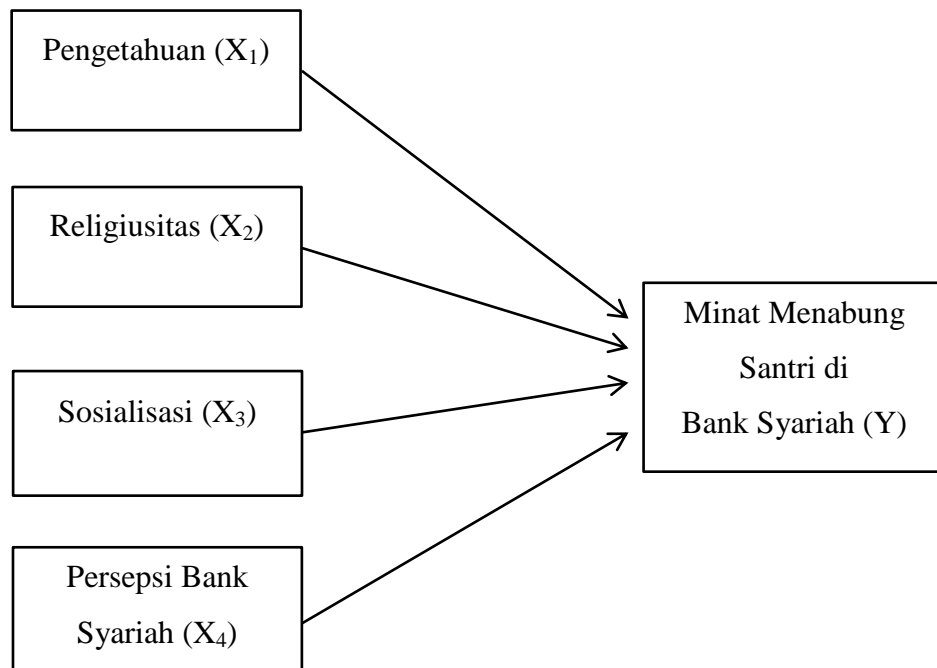 Pengetahuan (X₁)
Religiusitas (X₂)
Sosialisasi (X₃)
Persepsi Bank
Syariah (X₄)
Minat Menabung
Santri di
Bank Syariah (Y)